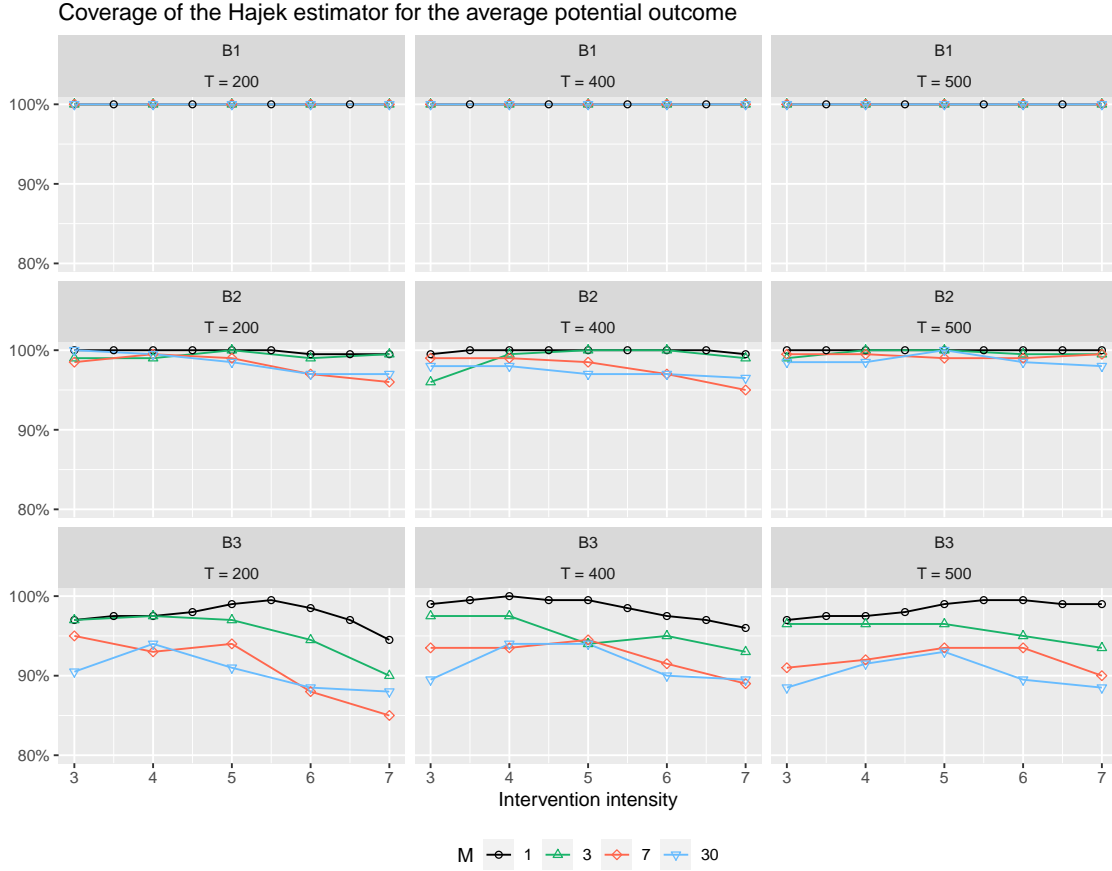 Coverage of the Hajek estimator for the average potential outcome
B1 B1 B1
T = 200 T = 400 T = 500
100%
90%
80%
B2 B2 B2
T = 200 T = 400 T = 500
100%
90%
80%
B3 B3 B3
T = 200 T = 400 T = 500
100%
90%
80%
3 4 5 6 7 3 4 5 6 7 3 4 5 6 7
Intervention intensity
M 1 3 7 30